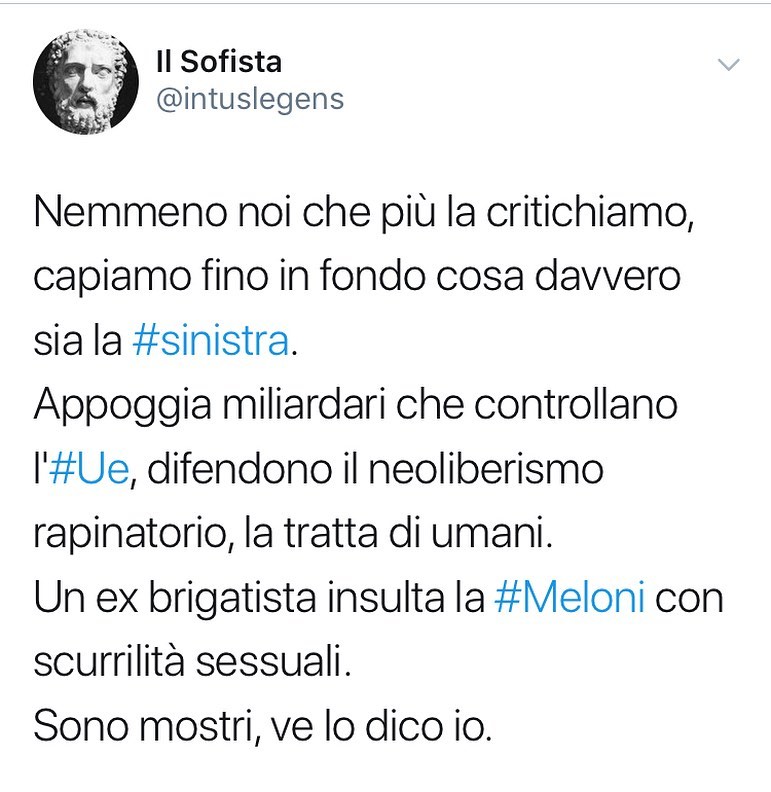 Il Sofista
@intuslegens
Nemmeno noi che più la critichiamo,
capiamo fino in fondo cosa davvero
sia la #sinistra.
Appoggia miliardari che controllano
l'#Ue, difendono il neoliberismo
rapinatorio, la tratta di umani.
Un ex brigatista insulta la #Meloni con
scurrilità sessuali.
Sono mostri, ve lo dico io.